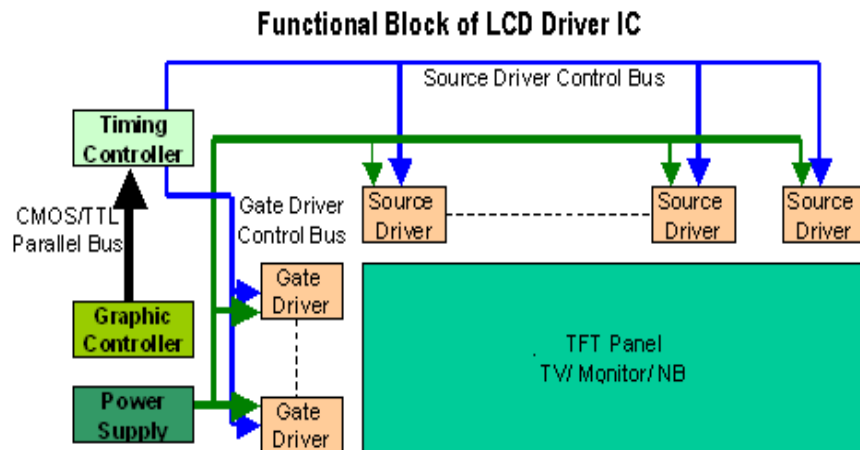 Functional Block of LCD Driver IC
Source Driver Control Bus
Timing
Controller
CMOS/TTL
Parallel Bus
Gate Driver
Control Bus
Source
Driver
Source
Driver
Source
Driver
Gate
Driver
Graphic
Controller
TFT Panel
TV/ Monitor/ NB
Power
Supply
Gate
Driver